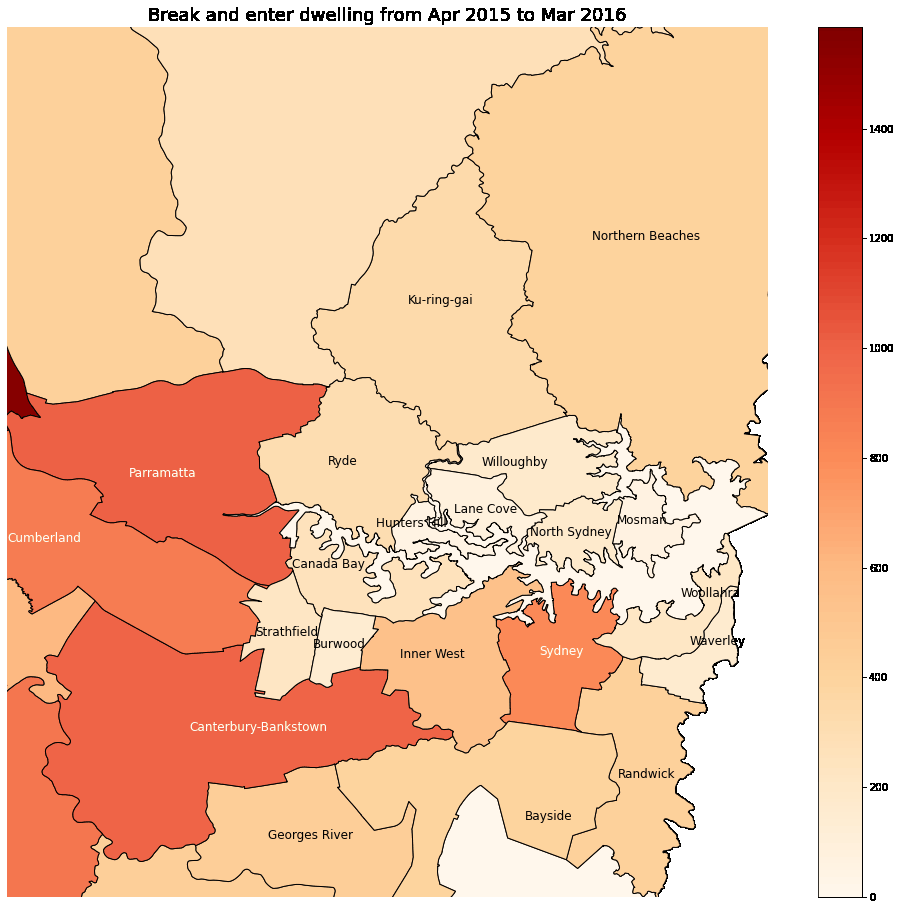 Break and enter dwelling from Apr 2015 to Mar 2016
1400
Northern Beaches
1200
Ku-ring-gai
1000
Ryde
Willoughby
800
Parramatta
Lane Cove
Mosman
Hunters Hill
North Sydney
Cumberland
Canada Bay
600
Woollahra
Strathfield
Waverley
Burwood
Sydney
Inner West
400
Canterbury-Bankstown
Randwick
200
Bayside
Georges River
0